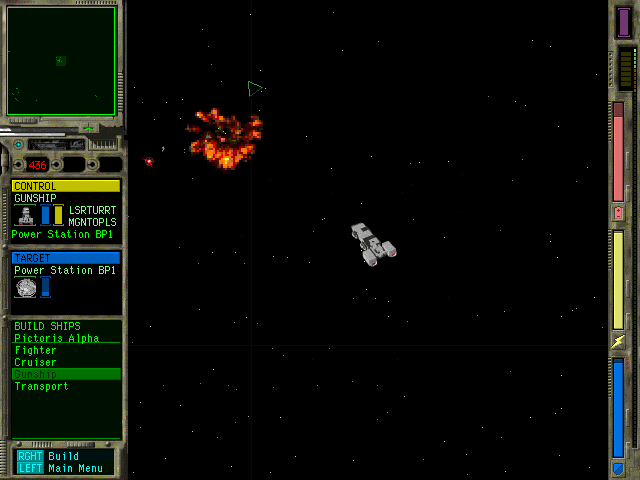 436
CONTROL
GUNSHIP
LSRTURRT
MGNTOPLS
Power Station BP1
TARGET
Power Station BP1
BUILD SHIPS
Pictoris Alpha
Fighter
Cruiser
Gunship
Transport
RGHT Build
LEFT Main Menu